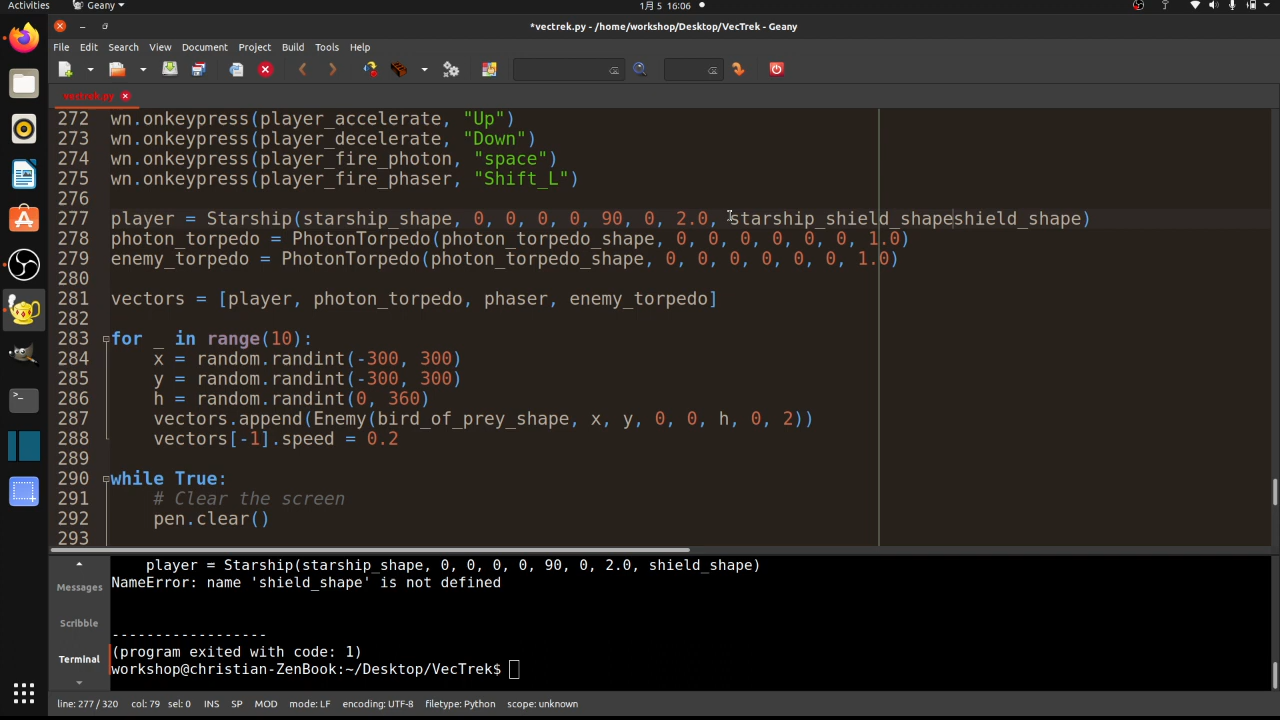 Activities
Geany
1月 5 16:06
*vectrek.py - /home/workshop/Desktop/VecTrek - Geany
File Edit Search View Document Project Build Tools Help
vectrek.py
272 wn.onkeypress(player_accelerate, "Up")
273 wn.onkeypress(player_decelerate, "Down")
274 wn.onkeypress(player_fire_photon, "space")
275 wn.onkeypress(player_fire_phaser, "Shift_L")
276
277 player = Starship(starship_shape, 0, 0, 0, 0, 90, 0, 2.0, starship_shield_shapeshield_shape)
278 photon_torpedo = PhotonTorpedo(photon_torpedo_shape, 0, 0, 0, 0, 0, 0, 1.0)
279 enemy_torpedo = PhotonTorpedo(photon_torpedo_shape, 0, 0, 0, 0, 0, 0, 1.0)
280
281 vectors = [player, photon_torpedo, phaser, enemy_torpedo]
282
283 for _ in range(10):
284 x = random.randint(-300, 300)
285 y = random.randint(-300, 300)
286 h = random.randint(0, 360)
287 vectors.append(Enemy(bird_of_prey_shape, x, y, 0, 0, h, 0, 2))
288 vectors[-1].speed = 0.2
289
290 while True:
291 # Clear the screen
292 pen.clear()
293
Messages
Scribble
Terminal
player = Starship(starship_shape, 0, 0, 0, 0, 90, 0, 2.0, shield_shape)
NameError: name 'shield_shape' is not defined
------------------
(program exited with code: 1)
workshop@christian-ZenBook:~/Desktop/VecTrek$
line: 277 / 320 col: 79 sel: 0 INS SP MOD mode: LF encoding: UTF-8 filetype: Python scope: unknown